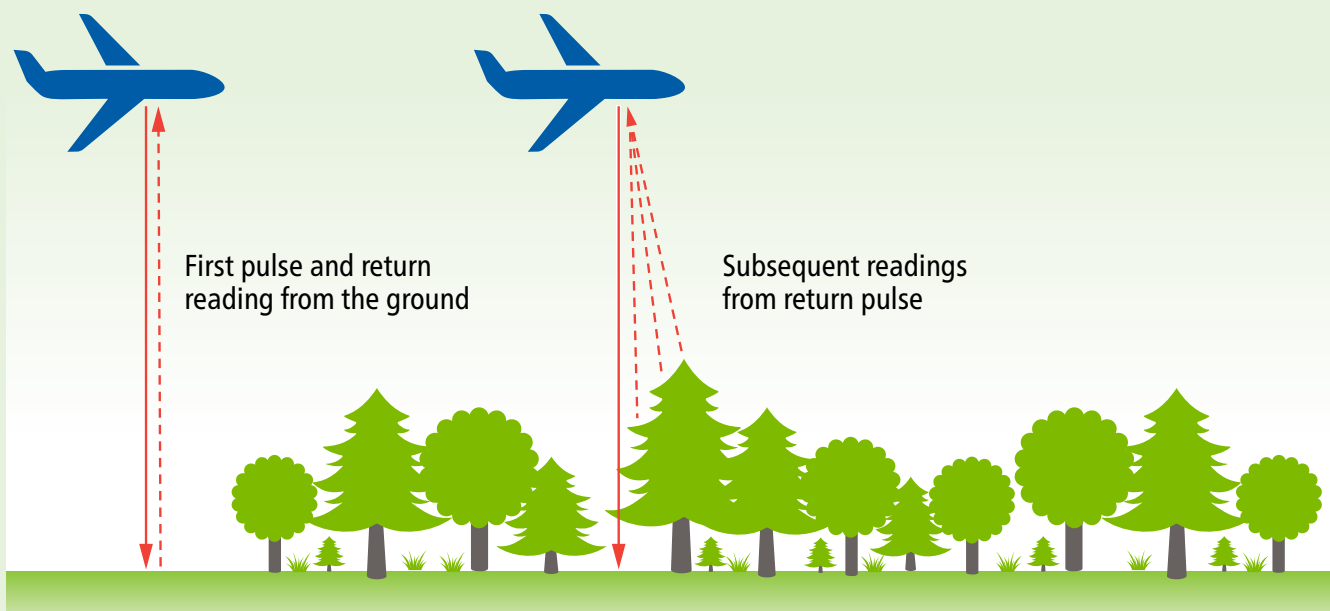 First pulse and return
reading from the ground
Subsequent readings
from return pulse